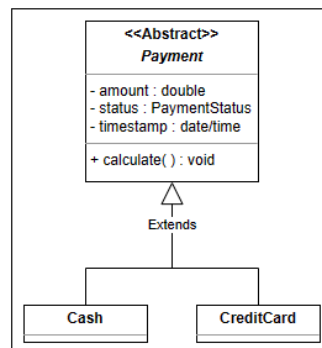 <<Abstract>>
Payment
- amount : double
- status : PaymentStatus
- timestamp : date/time
+ calculate( ) : void
Extends
Cash
CreditCard